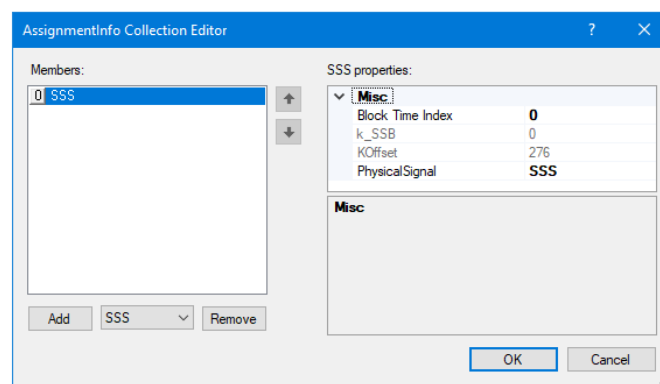 AssignmentInfo Collection Editor
Members:
0 SSS
Add
SSS
Remove
SSS properties:
Misc
Block Time Index 0
k_SSB 0
KOffset 276
PhysicalSignal SSS
Misc
OK
Cancel